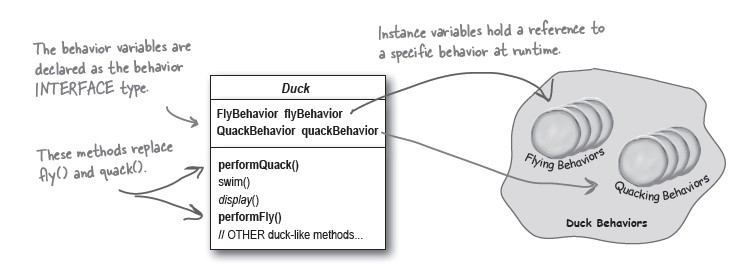 The behavior variables are
declared as the behavior
INTERFACE type.
These methods replace
fly() and quack().
Instance variables hold a reference to
a specific behavior at runtime.
Duck
FlyBehavior flyBehavior
QuackBehavior quackBehavior
performQuack()
swim()
display()
performFly()
// OTHER duck-like methods...
Flying Behaviors
Quacking Behaviors
Duck Behaviors